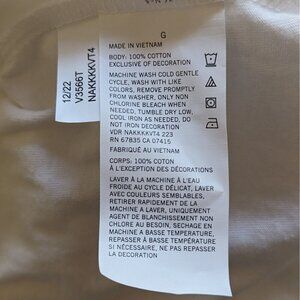 12/22
V3566T
NAKKKKVT4
G
MADE IN VIETNAM
BODY: 100% COTTON
EXCLUSIVE OF DECORATION
MACHINE WASH COLD GENTLE
CYCLE, WASH WITH LIKE
COLORS, REMOVE PROMPTLY
FROM WASHER, ONLY NON
CHLORINE BLEACH WHEN
NEEDED, TUMBLE DRY LOW,
COOL IRON AS NEEDED, DO
NOT IRON DECORATION
VDR NAKKKKVT4 223
RN 67835 CA 07415
FABRIQUÉ AU VIETNAM
CORPS: 100% COTON
À L'EXCEPTION DES DÉCORATIONS
LAVER À LA MACHINE À L'EAU
FROIDE AU CYCLE DÉLICAT, LAVER
AVEC COULEURS SEMBLABLES,
RETIRER RAPIDEMENT DE LA
MACHINE A LAVER, UNIQUEMENT
AGENT DE BLANCHISSEMENT NON
CHLORE AU BESOIN, SECHAGE EN
MACHINE A BASSE TEMPERATURE,
REPASSER À BASSE TEMPÉRATURE
SI NÉCESSAIRE, NE PAS REPASSER
LA DECORATION